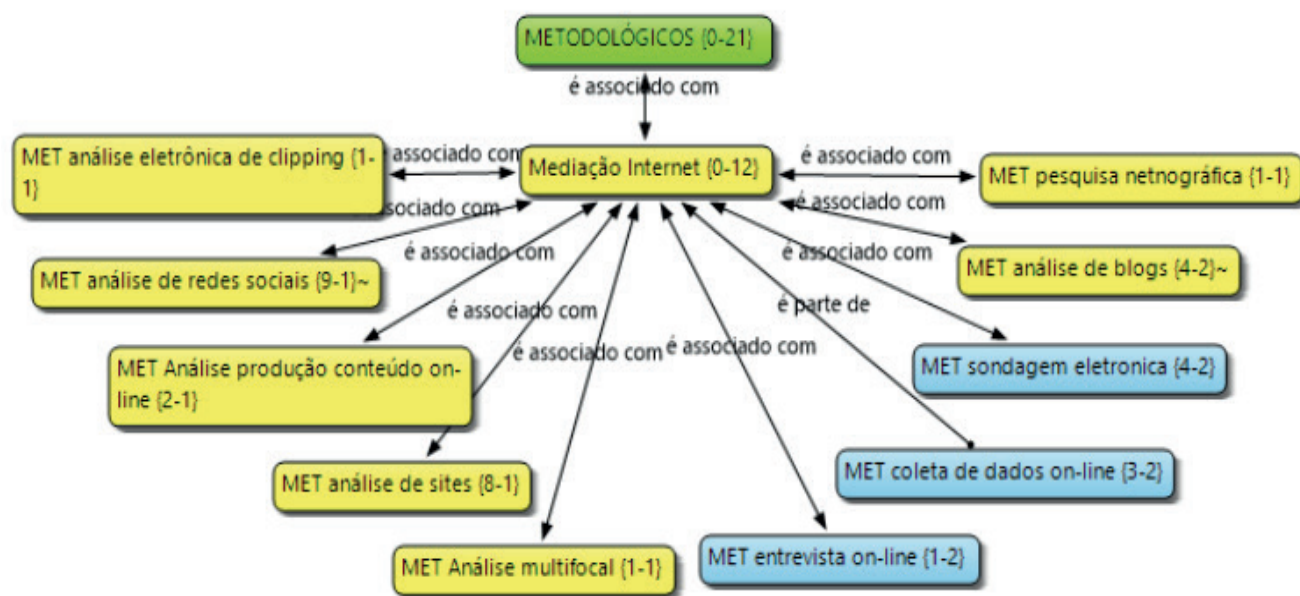 METODOLÓGICOS {0-21}
é associado com
MET análise eletrônica de clipping {1-
1}
é associado com
Mediação Internet {0-12}
é associado com
MET pesquisa netnográfica {1-1}
associado com
é associado com
MET análise de redes sociais {9-1}~
é associado com
MET análise de blogs {4-2}~
é associado com
é parte de
é associado com
é associado com
MET Análise produção conteúdo on-
line {2-1}
MET sondagem eletronica {4-2}
MET análise de sites {8-1}
MET coleta de dados on-line {3-2}
MET Análise multifocal {1-1}
MET entrevista on-line {1-2}